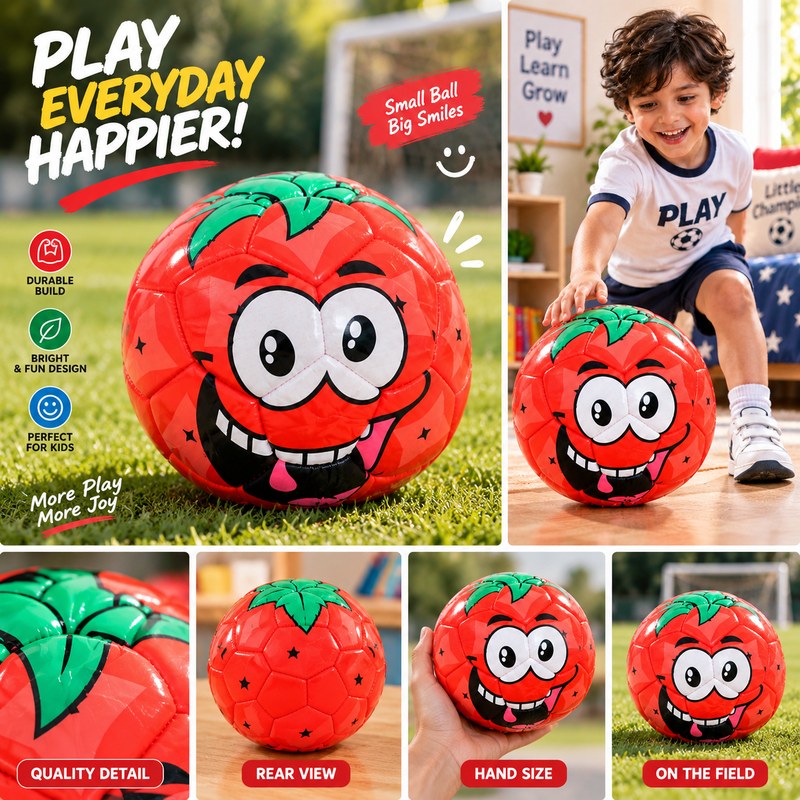 PLAY
EVERYDAY
HAPPIER!
Small Ball
Big Smiles
DURABLE
BUILD
BRIGHT
& FUN DESIGN
PERFECT
FOR KIDS
More Play
More Joy
Play
Learn
Grow
PLAY
Little
Champion
QUALITY DETAIL
REAR VIEW
HAND SIZE
ON THE FIELD